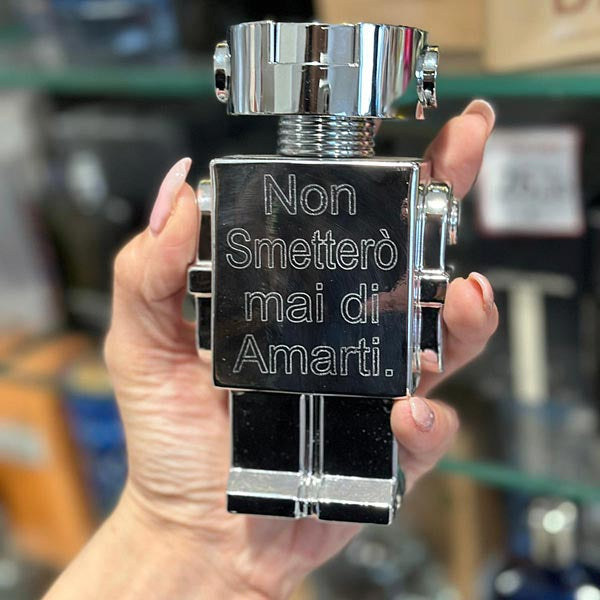 Non
Smetterò
mai di
Amarti.